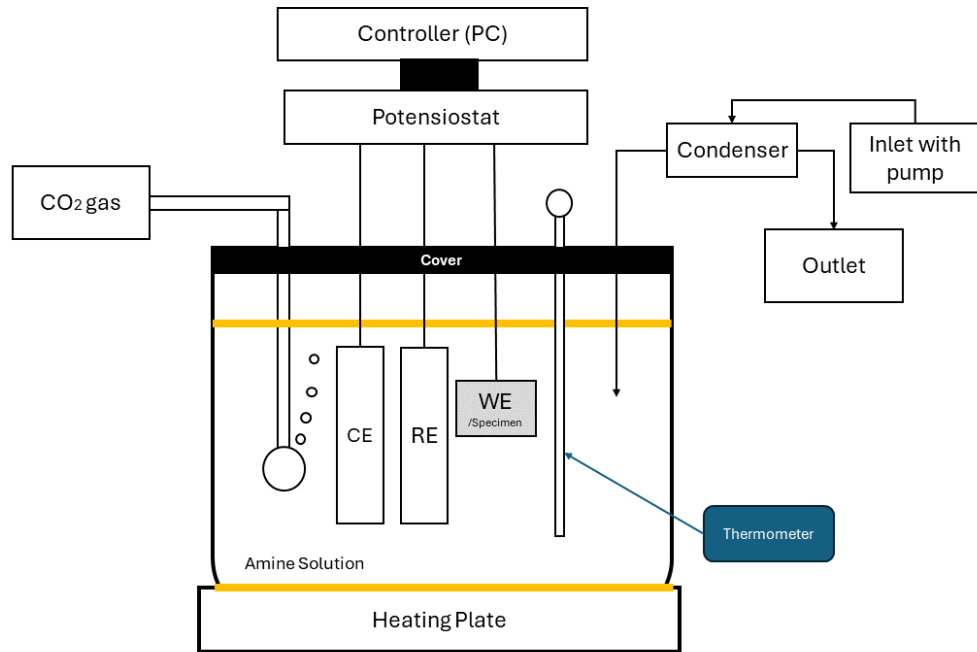 Controller (PC)
Potensiostat
Condenser
Inlet with
pump
CO₂ gas
Outlet
Cover
CE
RE
WE
/Specimen
Thermometer
Amine Solution
Heating Plate